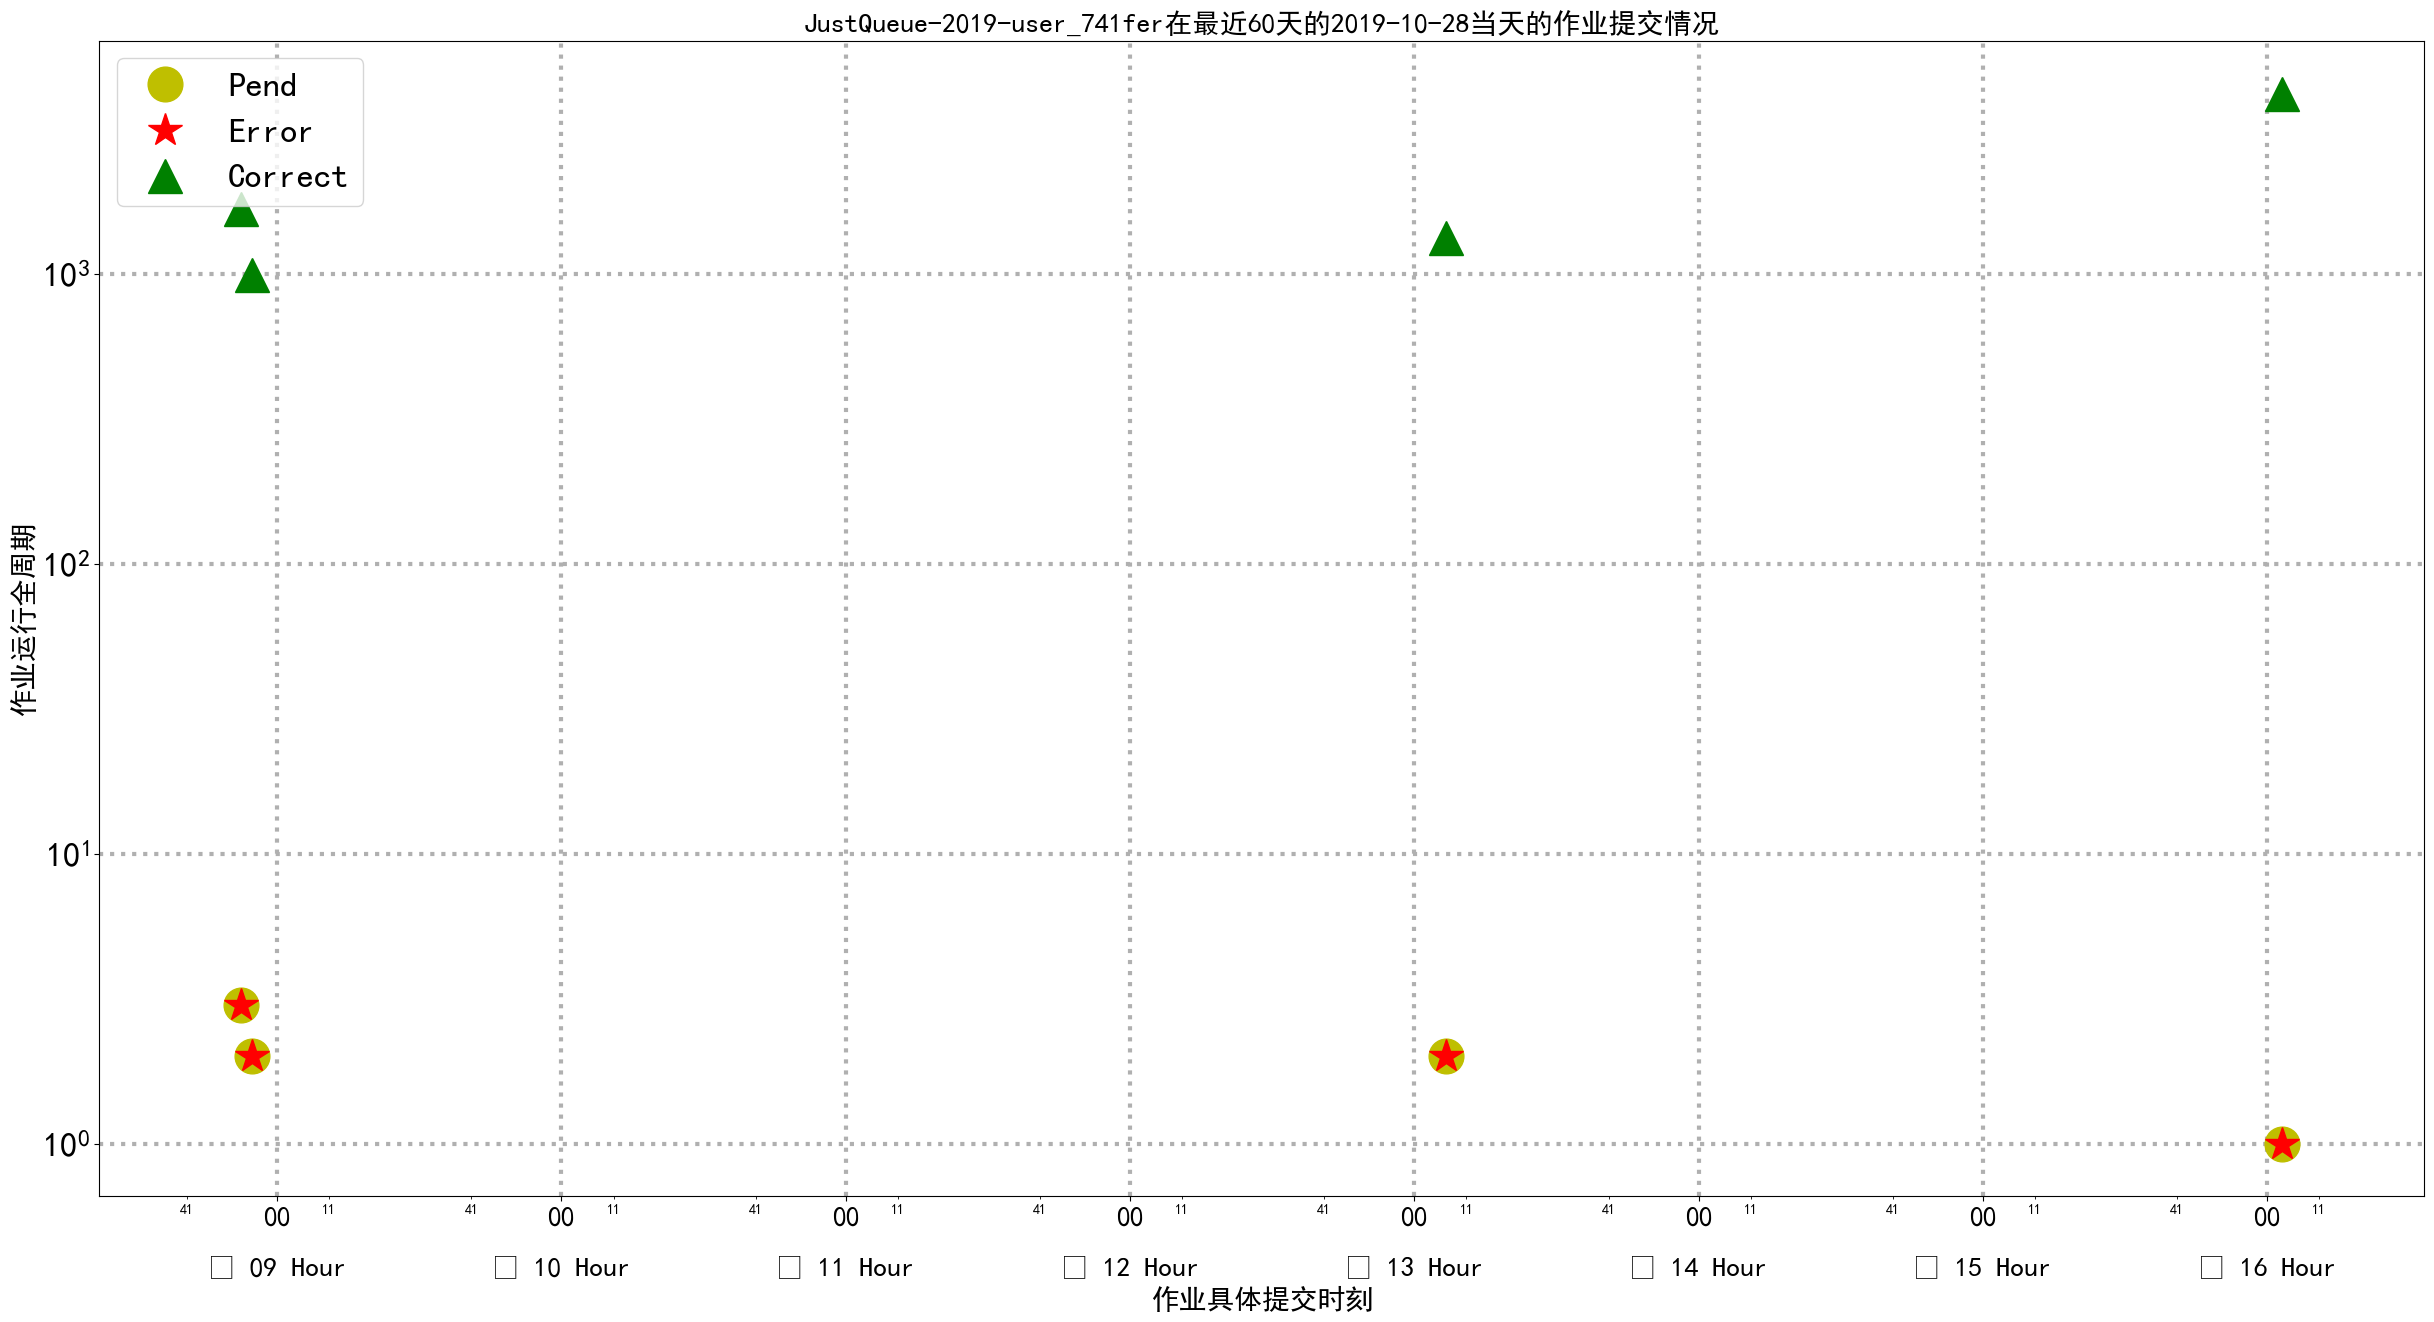 JustQueue-2019-user_741fer在最近60天的2019-10-28当天的作业提交情况
Pend
Error
Correct
作业运行全周期
10³
10²
10¹
10⁰
41 00 11 41 00 11 41 00 11 41 00 11 41 00 11 41 00 11 41 00 11 41 00 11
□ 09 Hour □ 10 Hour □ 11 Hour □ 12 Hour □ 13 Hour □ 14 Hour □ 15 Hour □ 16 Hour
作业具体提交时刻